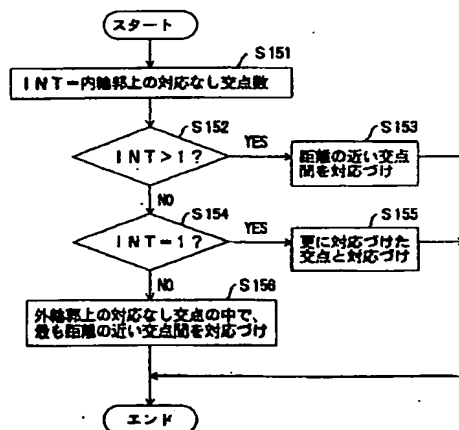 スタート
S151
INT=内輪郭上の対応なし交点数
S152
INT>1?
YES
S153
距離の近い交点
間を対応づけ
NO
S154
INT=1?
YES
S155
更に対応づけた
交点と対応づけ
NO
S156
外輪郭上の対応なし交点の中で、
最も距離の近い交点間を対応づけ
エンド